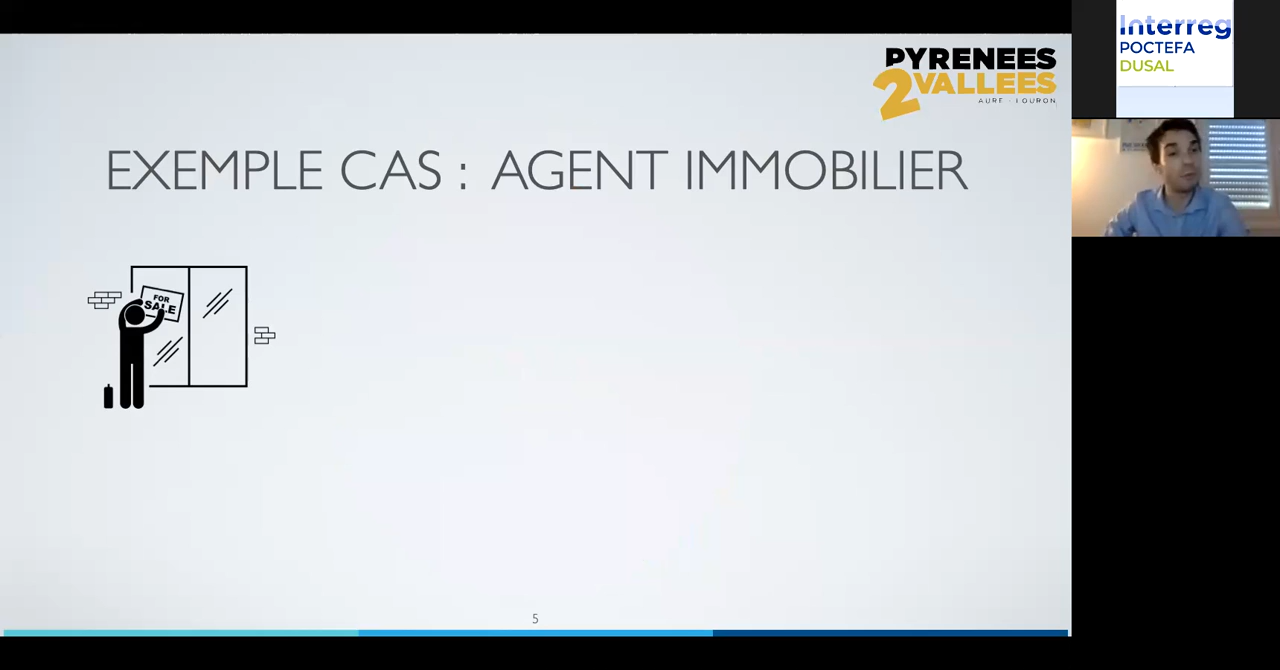 PYRENEES
2VALLEES
AURE - LOURON
EXEMPLE CAS : AGENT IMMOBILIER
FOR
SALE
5
Interreg
POCTEFA
DUSAL